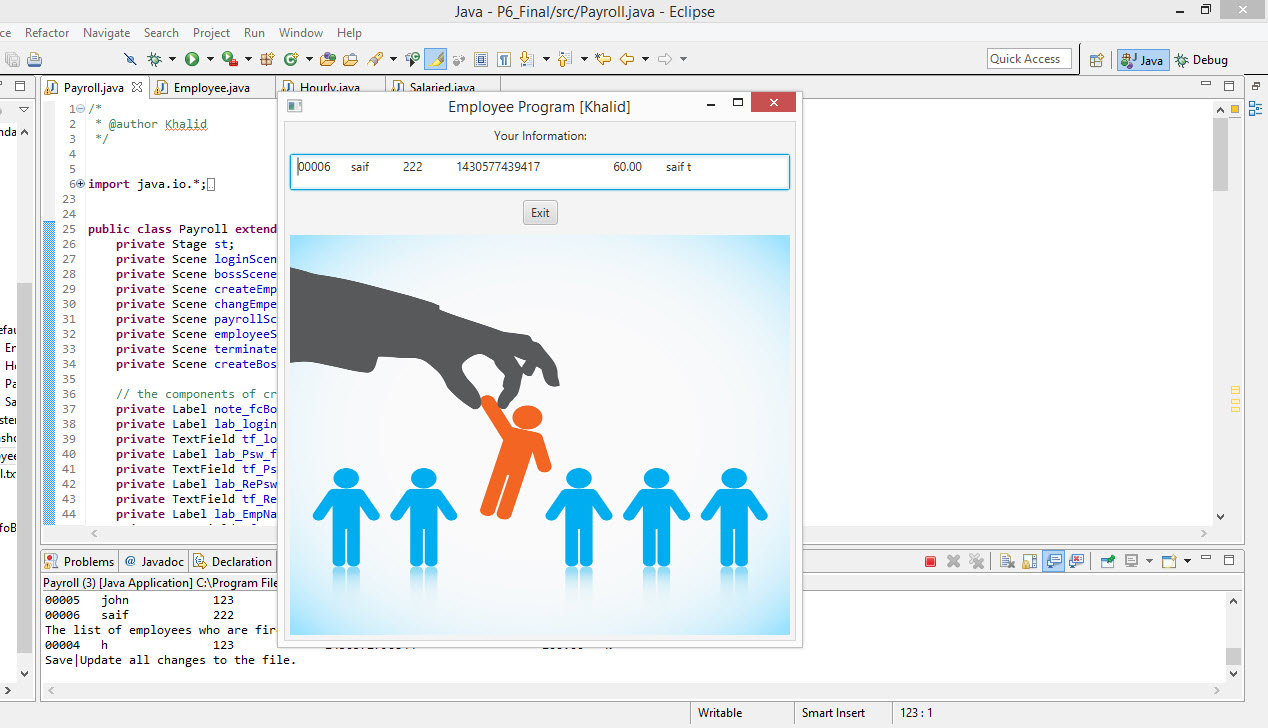 Java - P6_Final/src/Payroll.java - Eclipse
ce Refactor Navigate Search Project Run Window Help
Quick Access Java Debug
Payroll.java Employee.java Hourly.java Salaried.java
1 /*
2 * @author Khalid
3 */
4
5
6 import java.io.*;
23
24
25 public class Payroll extend
26 private Stage st;
27 private Scene loginScen
28 private Scene bossScene
29 private Scene createEmp
30 private Scene changEmpe
31 private Scene payrollSc
32 private Scene employeeS
33 private Scene terminate
34 private Scene createBos
35
36 // the components of cr
37 private Label note_fcBo
38 private Label lab_login
39 private TextField tf_lo
40 private Label lab_Psw_f
41 private TextField tf_Ps
42 private Label lab_RePsw
43 private TextField tf_Re
44 private Label lab_EmpNa
Employee Program [Khalid]
Your Information:
00006 saif 222 1430577439417 60.00 saif t
Exit
Problems @ Javadoc Declaration
Payroll (3) [Java Application] C:\Program File
00005 john 123
00006 saif 222
The list of employees who are fir
00004 h 123
Save|Update all changes to the file.
Writable Smart Insert 123 : 1